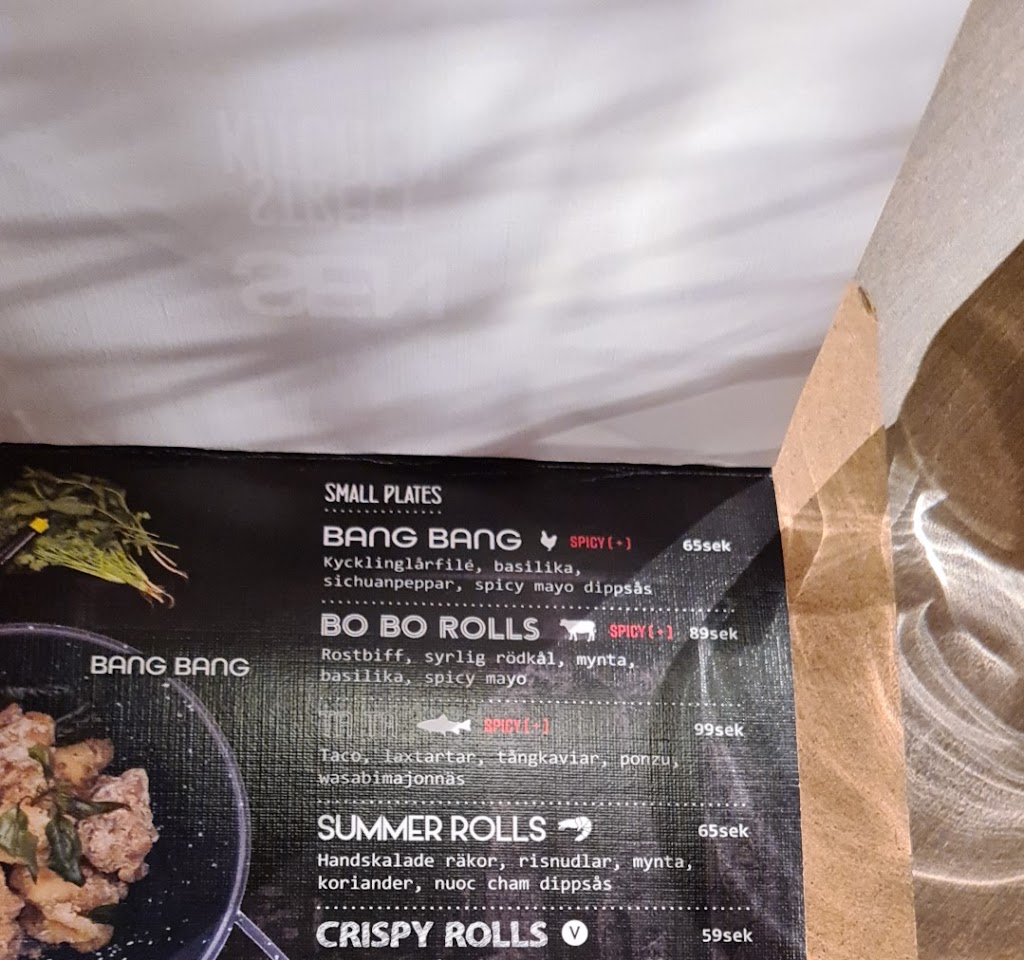 STREET
SEN
SMALL PLATES
BANG BANG SPICY(+) 65sek
Kycklinglårfilé, basilika,
sichuanpeppar, spicy mayo dippsås
BO BO ROLLS SPICY(+) 89sek
Rostbiff, syrlig rödkål, mynta,
basilika, spicy mayo
BANG BANG
SPICY(+) 99sek
Taco, laxtartar, tångkaviar, ponzu,
wasabimajonnäs
SUMMER ROLLS 65sek
Handskalade räkor, risnudlar, mynta,
koriander, nuoc cham dippsås
CRISPY ROLLS V 59sek